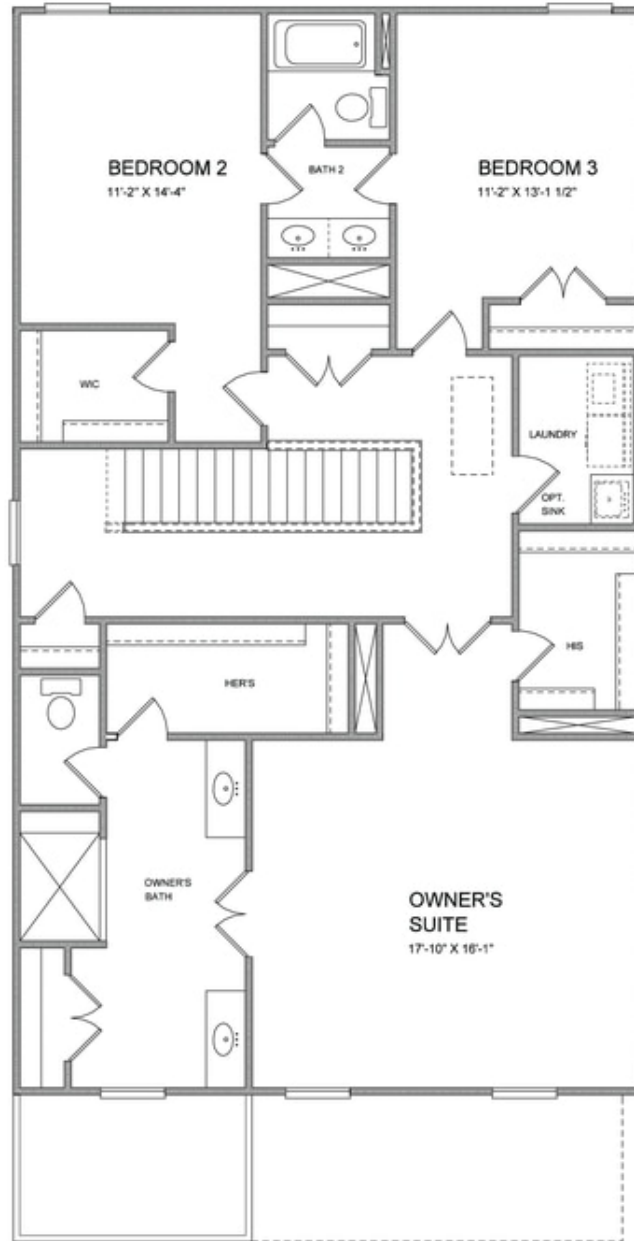 BEDROOM 2
11'-2" X 14'-4"
BATH 2
BEDROOM 3
11'-2" X 13'-1 1/2"
WIC
LAUNDRY
OPT.
SINK
HIS
HER'S
OWNER'S
BATH
OWNER'S
SUITE
17'-10" X 16'-1"